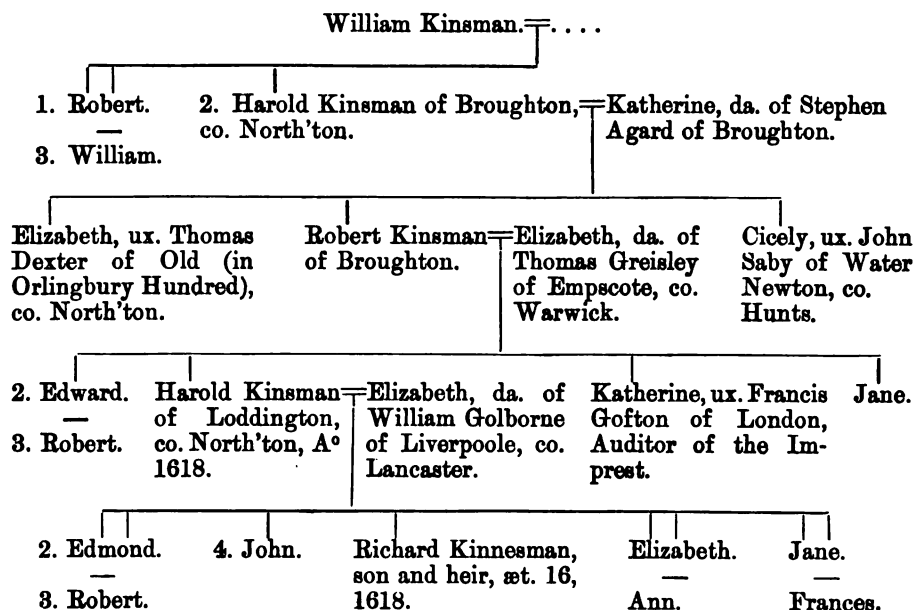 William Kinsman.=....
1. Robert.
—
3. William.
2. Harold Kinsman of Broughton,=
co. North'ton.
Katherine, da. of Stephen
Agard of Broughton.
Elizabeth, ux. Thomas
Dexter of Old (in
Orlingbury Hundred),
co. North'ton.
Robert Kinsman=
of Broughton.
Elizabeth, da. of
Thomas Greisley
of Empscote, co.
Warwick.
Cicely, ux. John
Saby of Water
Newton, co.
Hunts.
2. Edward.
—
3. Robert.
Harold Kinsman=
of Loddington,
co. North'ton, Aº
1618.
Elizabeth, da. of
William Golborne
of Liverpoole, co.
Lancaster.
Katherine, ux. Francis
Gofton of London,
Auditor of the Im-
prest.
Jane.
2. Edmond.
—
3. Robert.
4. John.
Richard Kinnesman,
son and heir, æt. 16,
1618.
Elizabeth.
—
Ann.
Jane.
—
Frances.